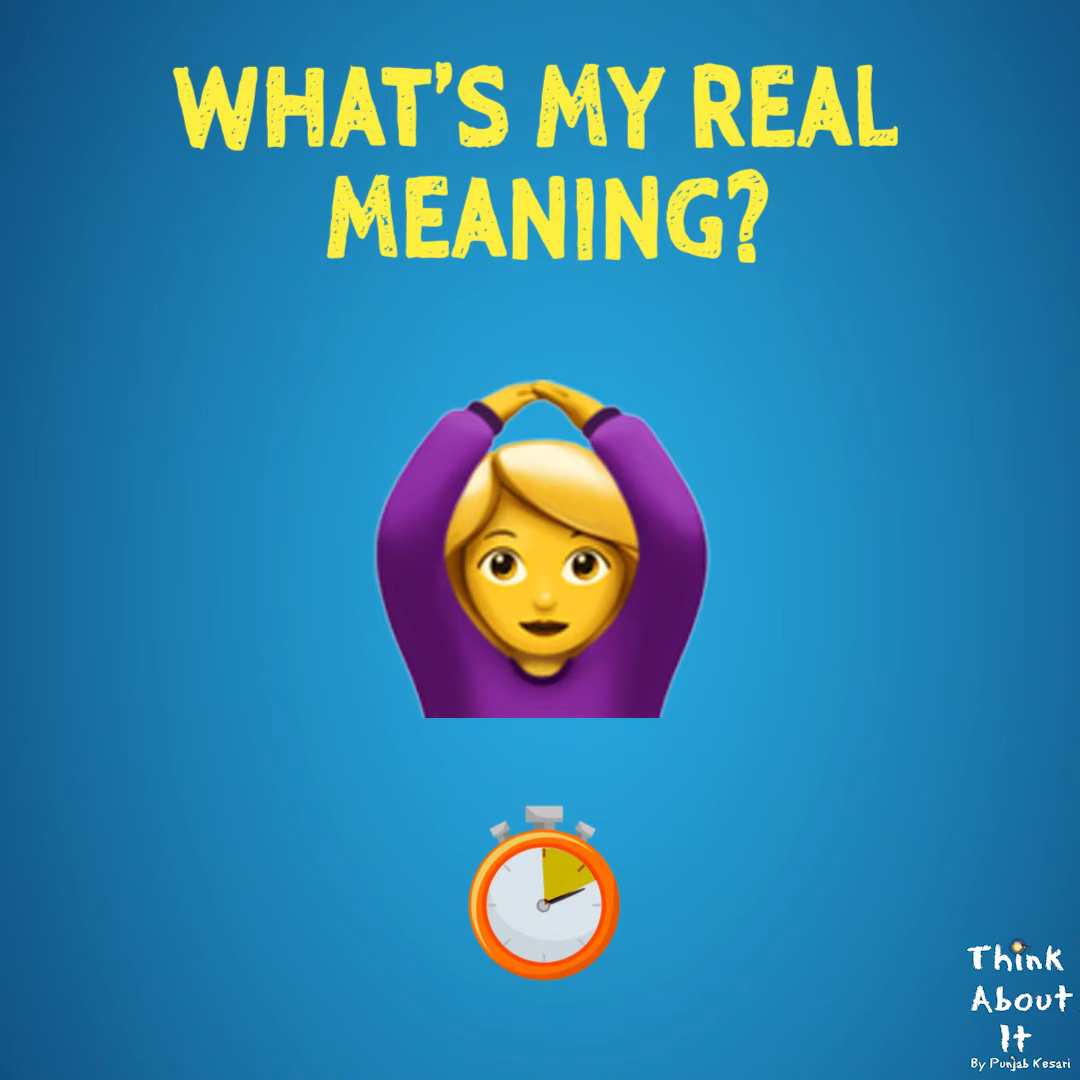 WHAT'S MY REAL
MEANING?
Think
About
It
By Punjab Kesari